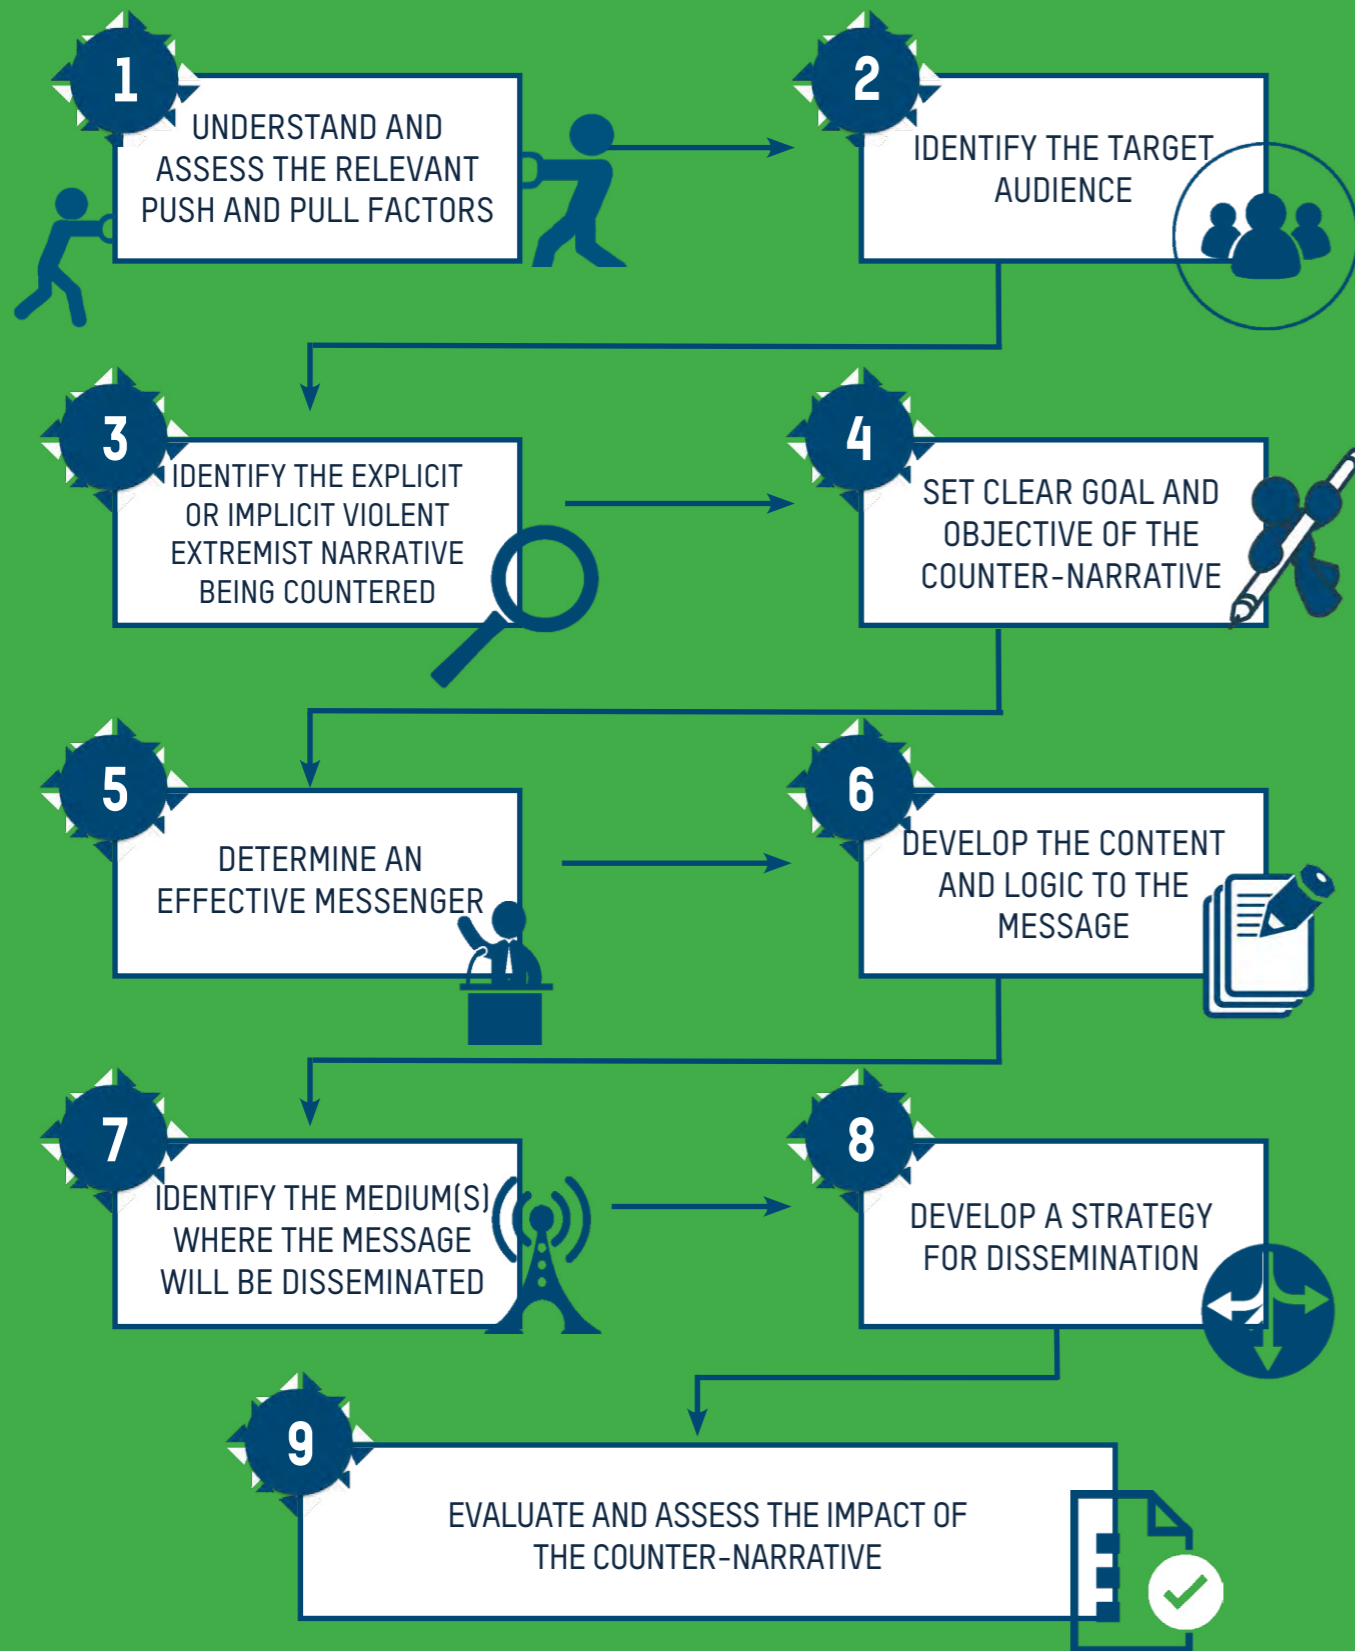 1
UNDERSTAND AND
ASSESS THE RELEVANT
PUSH AND PULL FACTORS
2
IDENTIFY THE TARGET
AUDIENCE
3
IDENTIFY THE EXPLICIT
OR IMPLICIT VIOLENT
EXTREMIST NARRATIVE
BEING COUNTERED
4
SET CLEAR GOAL AND
OBJECTIVE OF THE
COUNTER-NARRATIVE
5
DETERMINE AN
EFFECTIVE MESSENGER
6
DEVELOP THE CONTENT
AND LOGIC TO THE
MESSAGE
7
IDENTIFY THE MEDIUM(S)
WHERE THE MESSAGE
WILL BE DISSEMINATED
8
DEVELOP A STRATEGY
FOR DISSEMINATION
9
EVALUATE AND ASSESS THE IMPACT OF
THE COUNTER-NARRATIVE